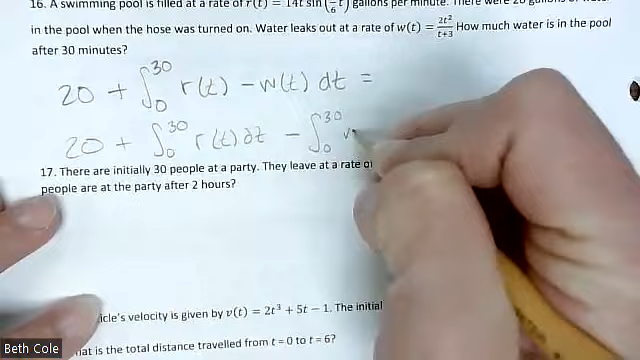 16. A swimming pool is filled at a rate of r(t) = 14t sin(π/6 t) gallons per minute. There were 20 gallons of water
in the pool when the hose was turned on. Water leaks out at a rate of w(t) = 2t²/(t+3) How much water is in the pool
after 30 minutes?
20 + ∫₀³⁰ r(t) - w(t) dt =
20 + ∫₀³⁰ r(t) dt - ∫₀³⁰
17. There are initially 30 people at a party. They leave at a rate of
people are at the party after 2 hours?
icle's velocity is given by v(t) = 2t³ + 5t − 1. The initial
hat is the total distance travelled from t = 0 to t = 6?
Beth Cole